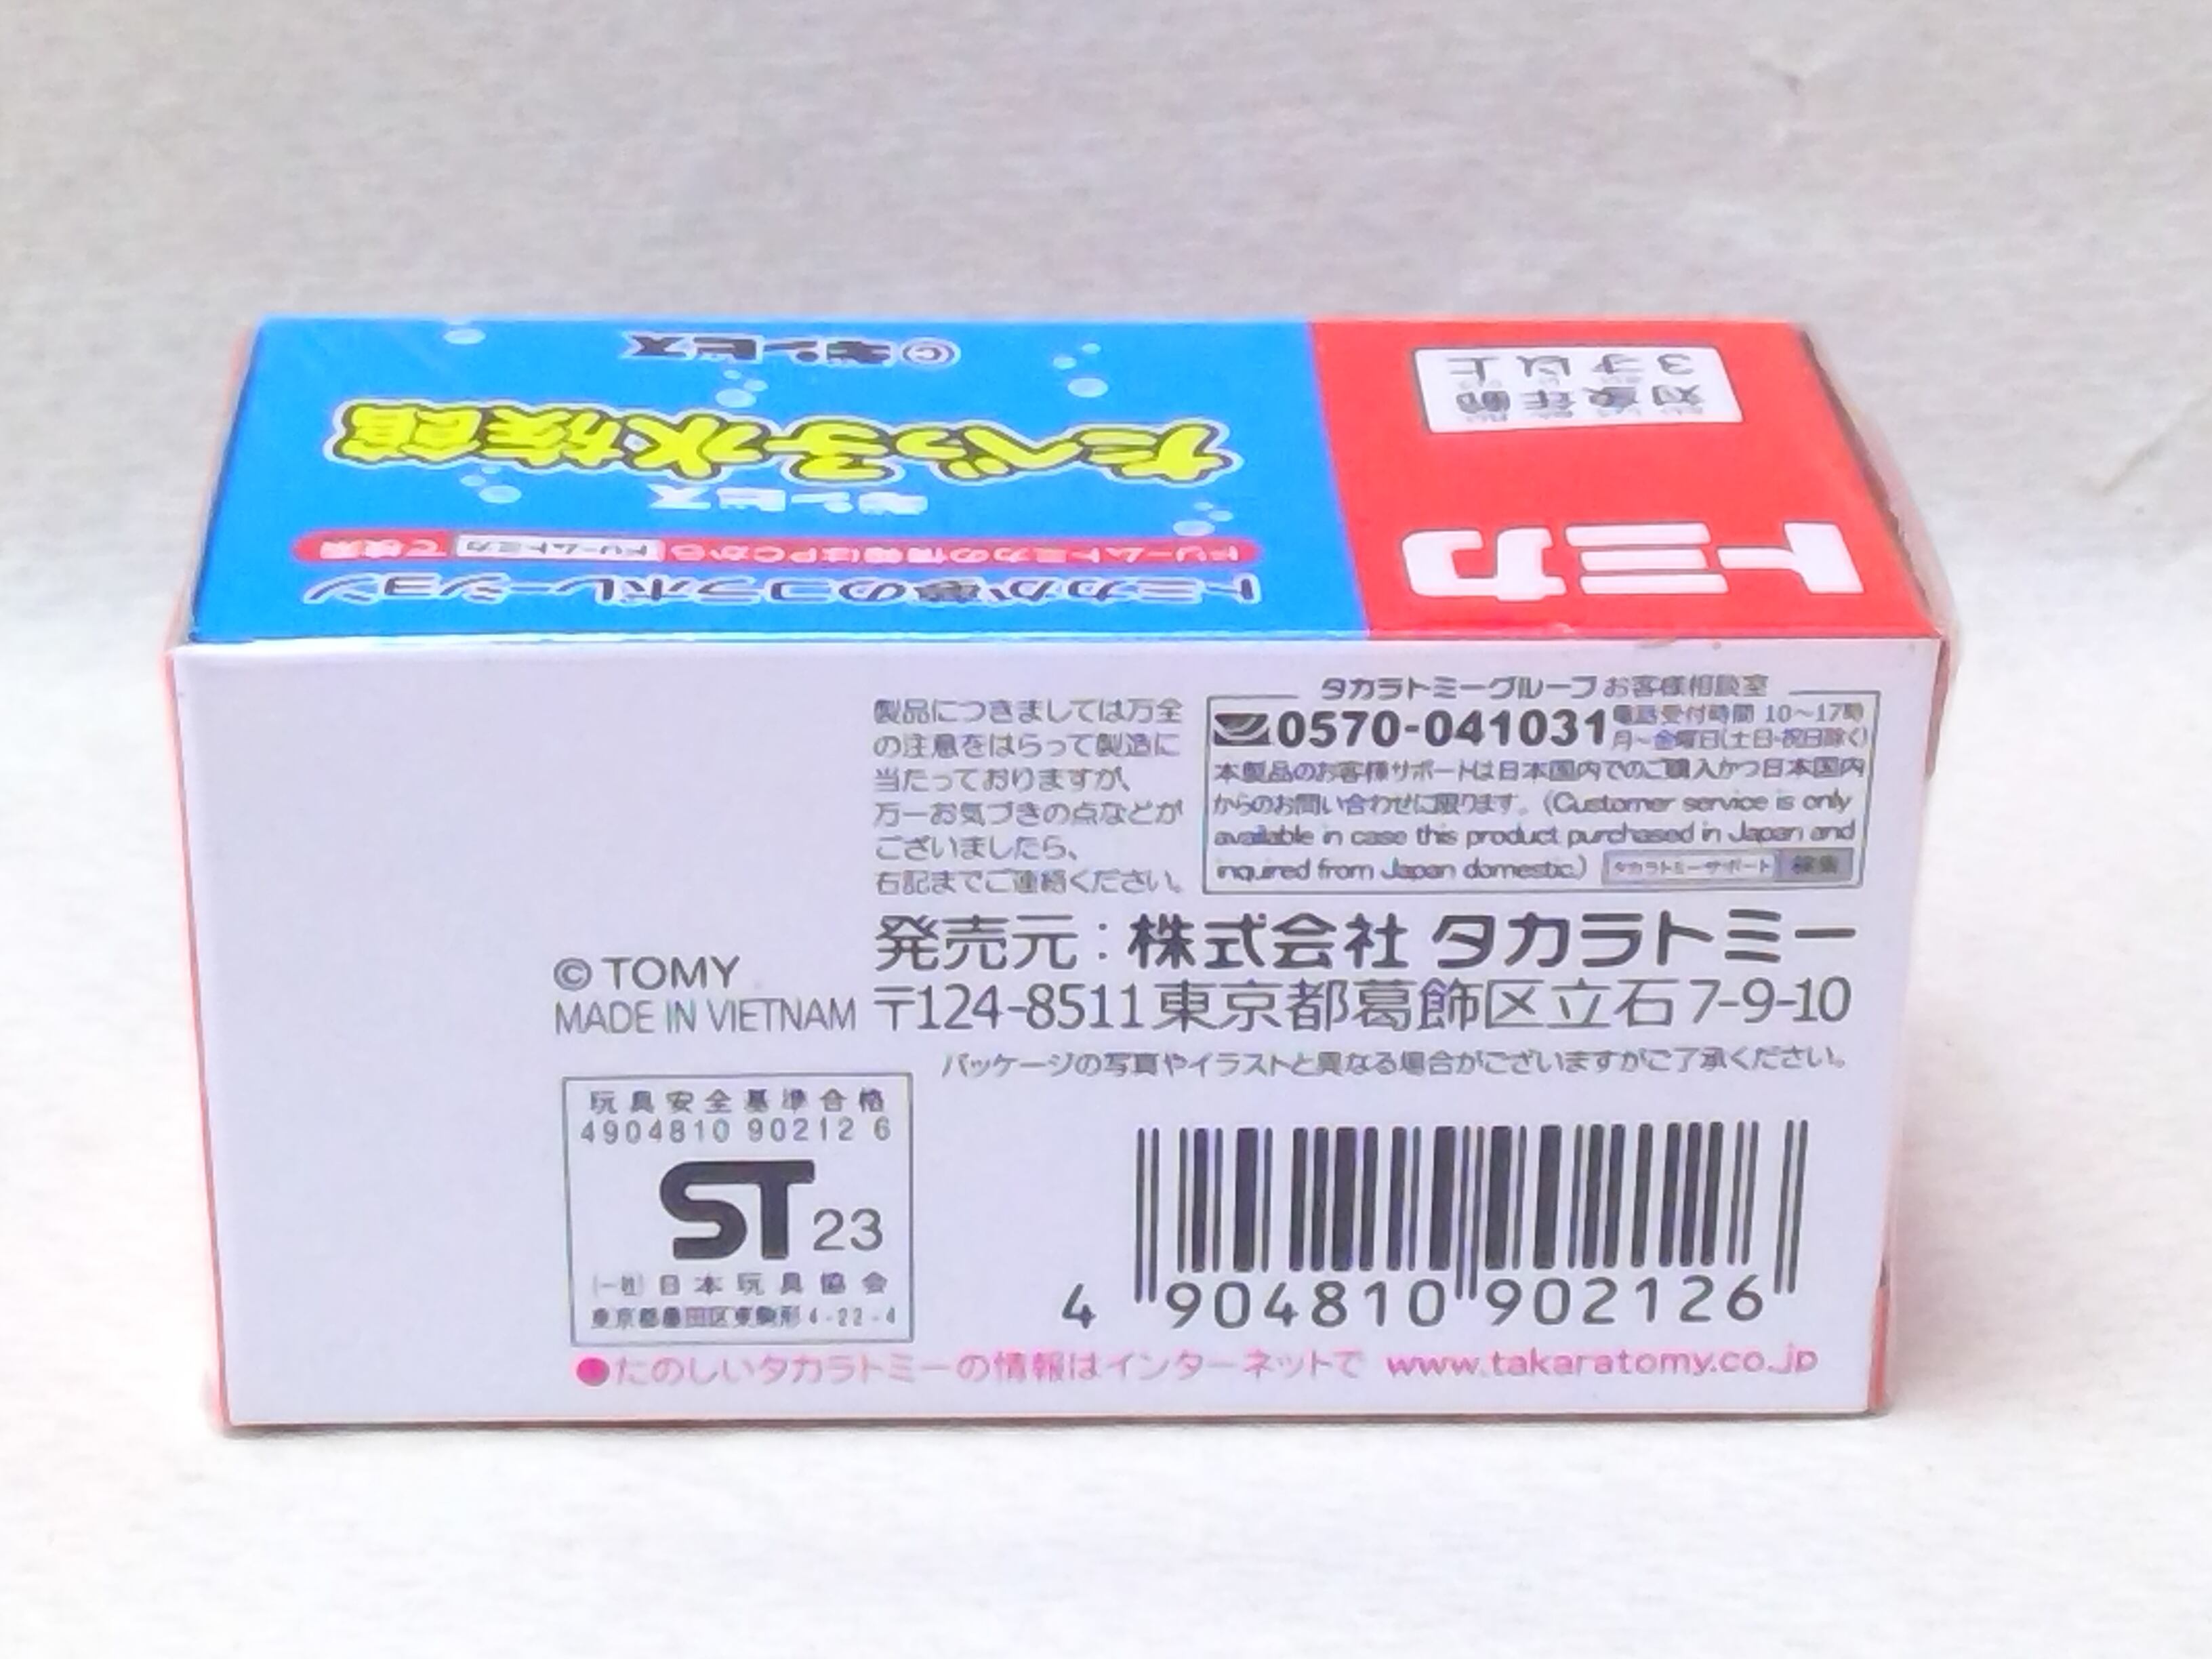 トミカ
対象年齢
3才以上
トミカが夢のコラボレーション
ドリームトミカの情報はPCから ドリームトミカ で検索
ギンビス
たべっ子水族館
©ギンビス
製品につきましては万全
の注意をはらって製造に
当たっておりますが、
万一お気づきの点などが
ございましたら、
右記までご連絡ください。
タカラトミーグループお客様相談室
0570-041031 電話受付時間 10〜17時
月〜金曜日(土日・祝日除く)
本製品のお客様サポートは日本国内でのご購入かつ日本国内
からのお問い合わせに限ります。(Customer service is only
available in case this product purchased in Japan and
inquired from Japan domestic.) タカラトミーサポート 検索
発売元:株式会社 タカラトミー
〒124-8511東京都葛飾区立石7-9-10
© TOMY
MADE IN VIETNAM
パッケージの写真やイラストと異なる場合がございますがご了承ください。
玩具安全基準合格
4904810 90212 6
ST 23
(一社)日本玩具協会
東京都墨田区東駒形4-22-4
4 904810 902126
●たのしいタカラトミーの情報はインターネットで www.takaratomy.co.jp